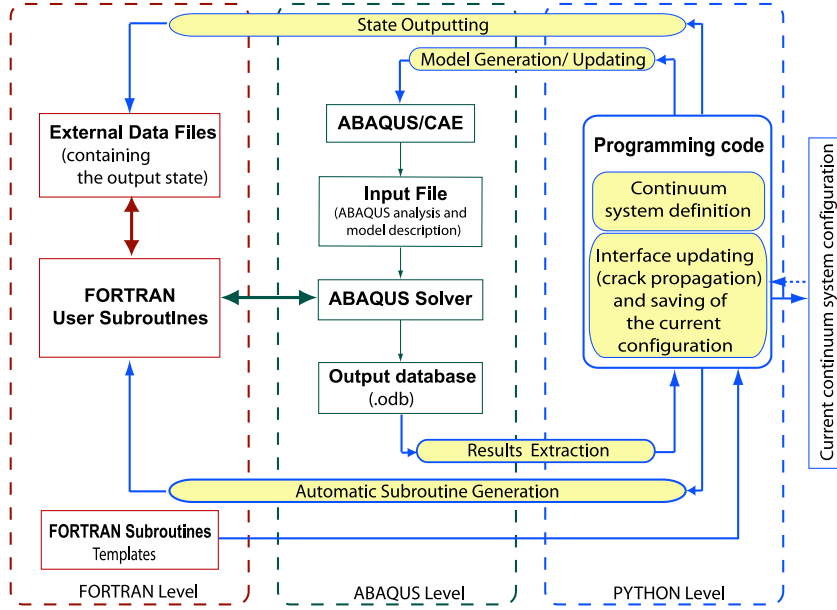 State Outputting
Model Generation/ Updating
External Data Files
(containing
the output state)
ABAQUS/CAE
Programming code
Continuum
system definition
Input File
(ABAQUS analysis and
model description)
Interface updating
(crack propagation)
and saving of
the current
configuration
Current continuum system configuration
FORTRAN
User SubroutInes
ABAQUS Solver
Output database
(.odb)
Results Extraction
Automatic Subroutine Generation
FORTRAN Subroutines
Templates
FORTRAN Level
ABAQUS Level
PYTHON Level